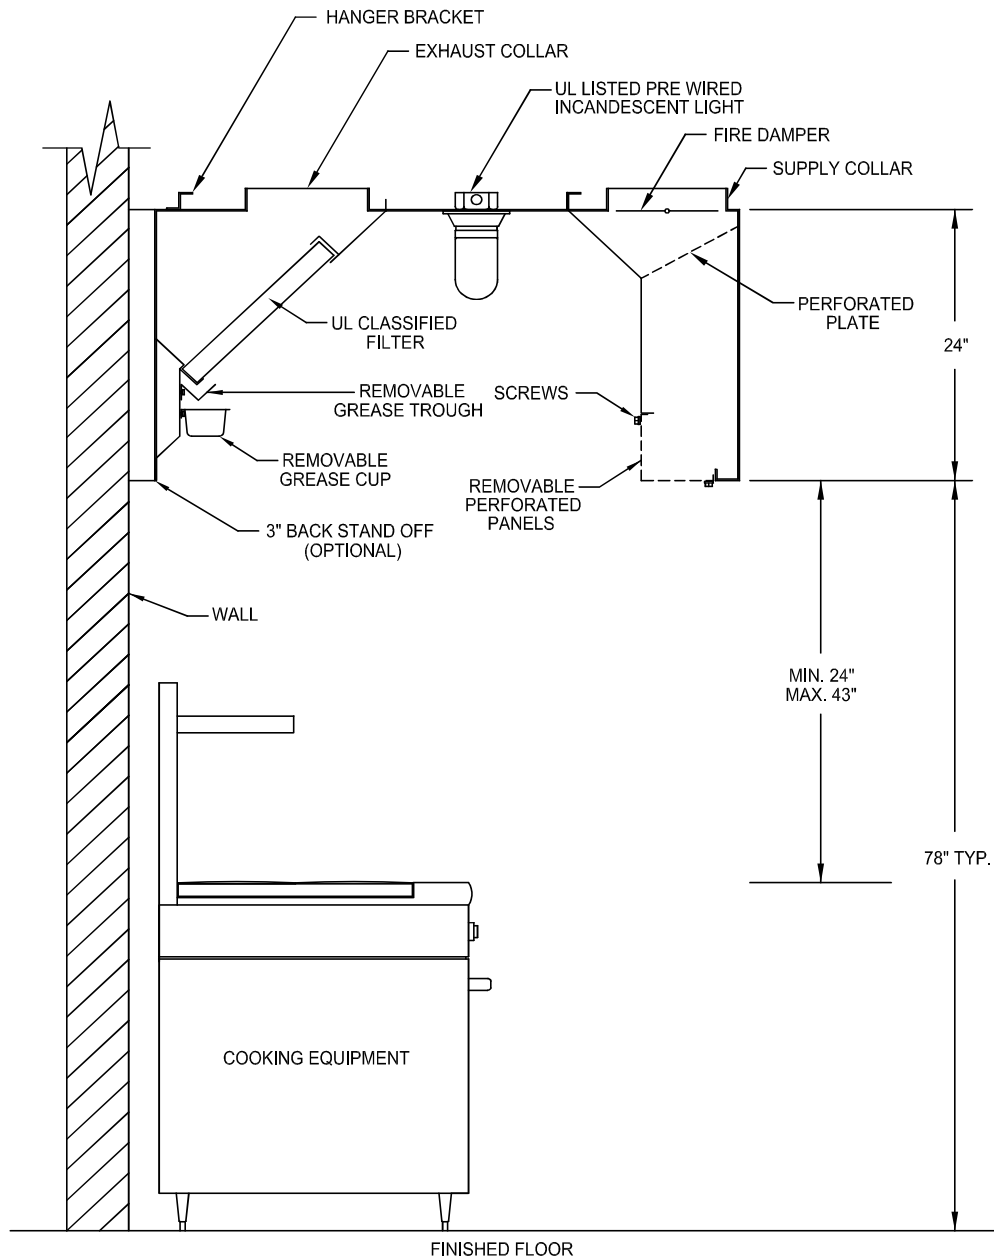 HANGER BRACKET
EXHAUST COLLAR
UL LISTED PRE WIRED
INCANDESCENT LIGHT
FIRE DAMPER
SUPPLY COLLAR
PERFORATED
PLATE
UL CLASSIFIED
FILTER
24"
REMOVABLE
GREASE TROUGH
SCREWS
REMOVABLE
GREASE CUP
REMOVABLE
PERFORATED
PANELS
3" BACK STAND OFF
(OPTIONAL)
WALL
MIN. 24"
MAX. 43"
78" TYP.
COOKING EQUIPMENT
FINISHED FLOOR